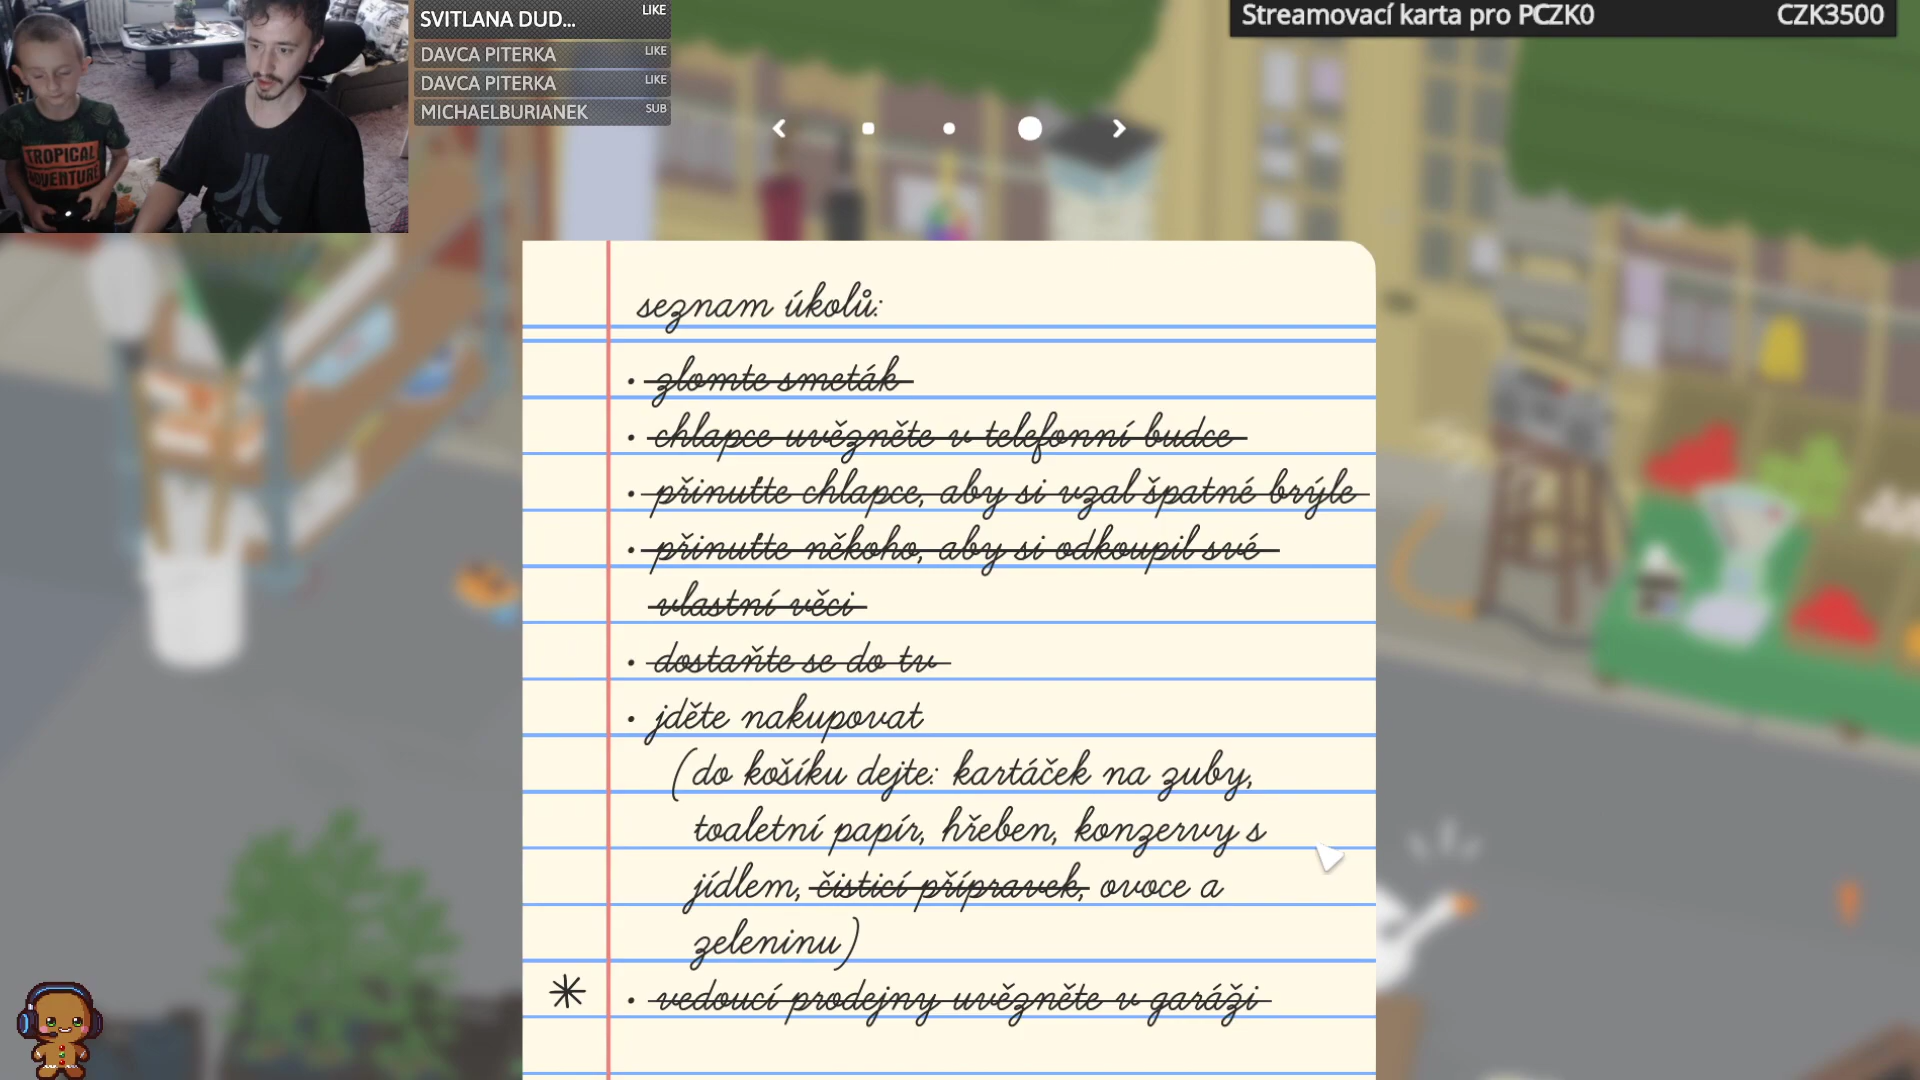 SVITLANA DUD... LIKE
DAVCA PITERKA LIKE
DAVCA PITERKA LIKE
MICHAELBURIANEK SUB
Streamovací karta pro PCZK0 CZK3500
TROPICAL
ADVENTURE
seznam úkolů:
• zlomte smeták
• chlapce uvězněte v telefonní budce
• přinuťte chlapce, aby si vzal špatné brýle
• přinuťte někoho, aby si odkoupil své
vlastní věci
• dostaňte se do tv
• jděte nakupovat
(do košíku dejte: kartáček na zuby,
toaletní papír, hřeben, konzervy s
jídlem, čisticí přípravek, ovoce a
zeleninu)
• vedoucí prodejny uvězněte v garáži